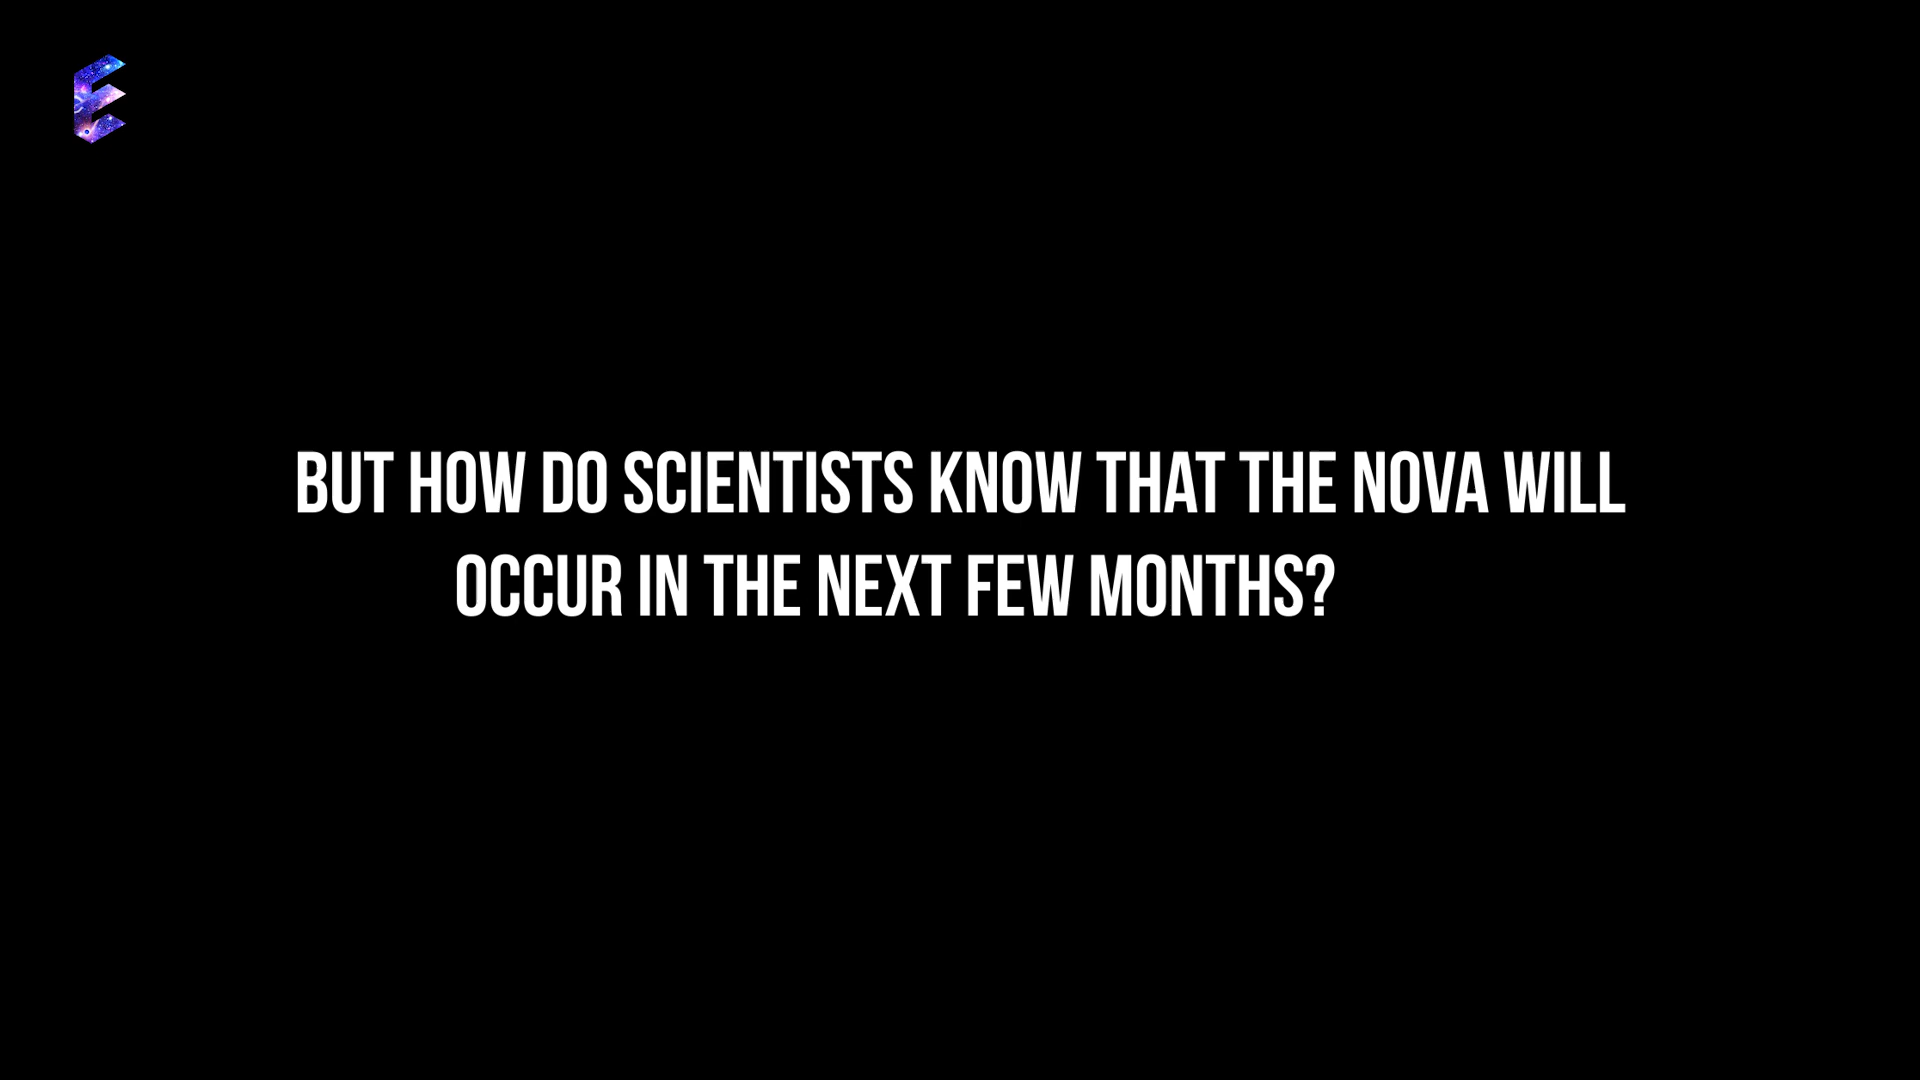 E
BUT HOW DO SCIENTISTS KNOW THAT THE NOVA WILL
OCCUR IN THE NEXT FEW MONTHS?